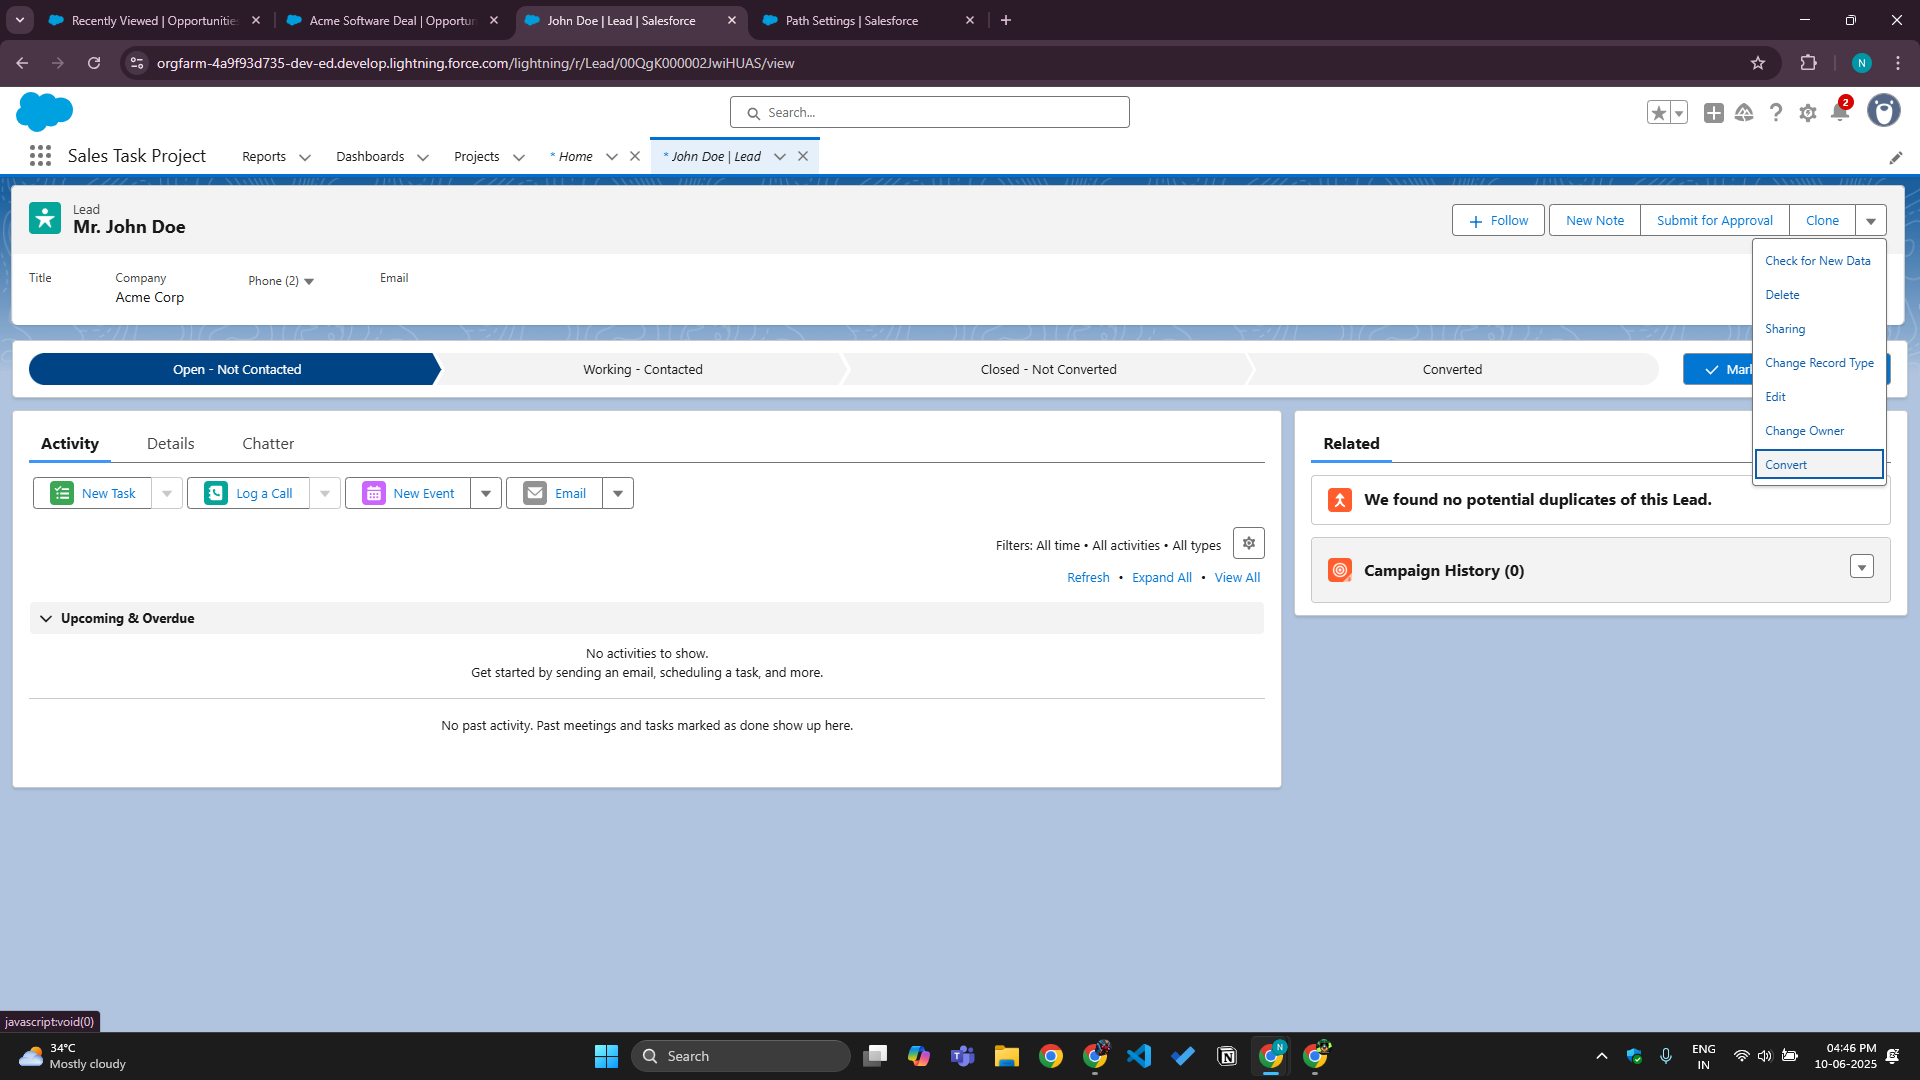 Recently Viewed | Opportunitie
Acme Software Deal | Opportun
John Doe | Lead | Salesforce
Path Settings | Salesforce
orgfarm-4a9f93d735-dev-ed.develop.lightning.force.com/lightning/r/Lead/00QgK000002JwiHUAS/view
N
Search...
2
Sales Task Project
Reports
Dashboards
Projects
* Home
* John Doe | Lead
Lead
Mr. John Doe
Follow
New Note
Submit for Approval
Clone
Title
Company
Acme Corp
Phone (2)
Email
Check for New Data
Delete
Sharing
Change Record Type
Edit
Change Owner
Convert
Open - Not Contacted
Working - Contacted
Closed - Not Converted
Converted
Activity
Details
Chatter
New Task
Log a Call
New Event
Email
Filters: All time • All activities • All types
Refresh • Expand All • View All
Upcoming & Overdue
No activities to show.
Get started by sending an email, scheduling a task, and more.
No past activity. Past meetings and tasks marked as done show up here.
Related
We found no potential duplicates of this Lead.
Campaign History (0)
javascript:void(0)
34°C
Mostly cloudy
Search
N
ENG
IN
04:46 PM
10-06-2025